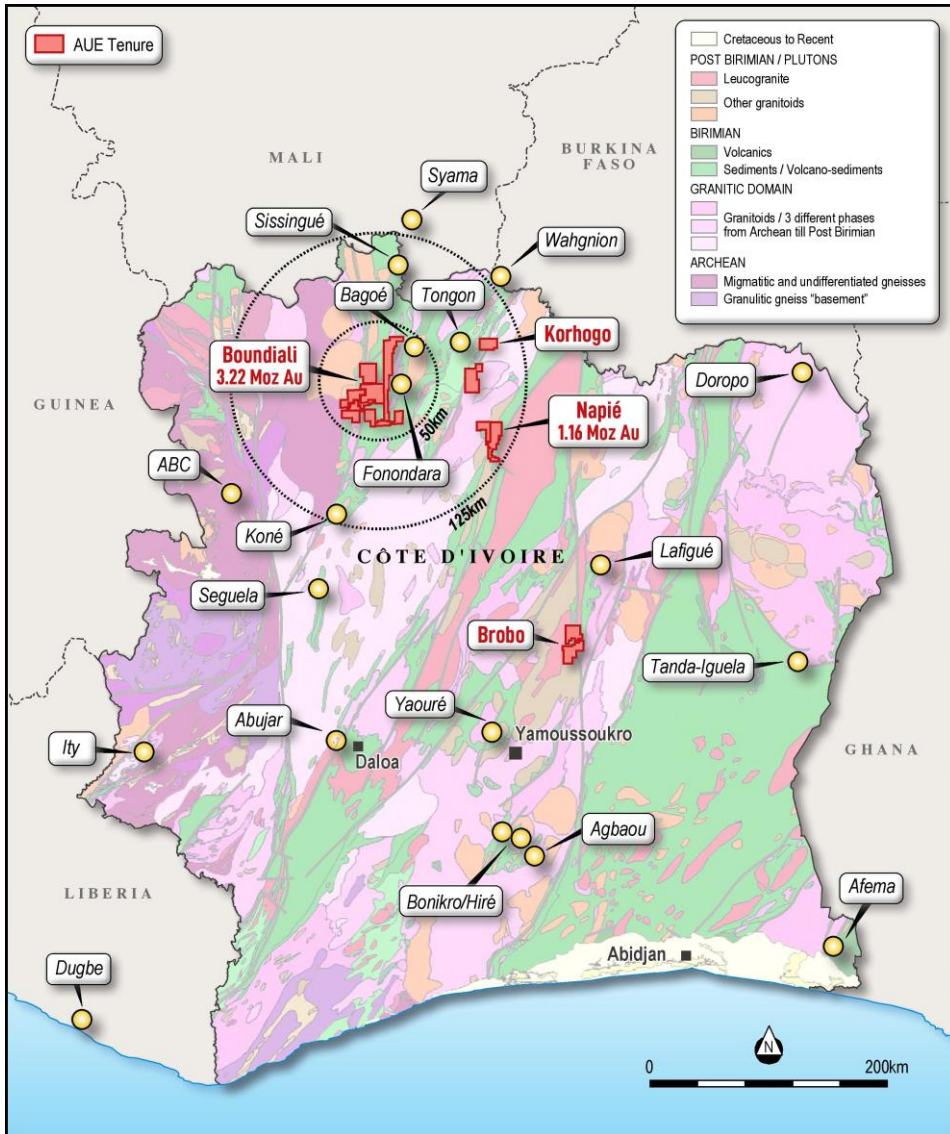 AUE Tenure
Cretaceous to Recent
POST BIRIMIAN / PLUTONS
Leucogranite
Other granitoids
BIRIMIAN
Volcanics
Sediments / Volcano-sediments
GRANITIC DOMAIN
Granitoids / 3 different phases
from Archean till Post Birimian
ARCHEAN
Migmatitic and undifferentiated gneisses
Granulitic gneiss "basement"
MALI
BURKINA
FASO
Syama
Sissingué
Wahgnion
Bagoé
Tongon
Korhogo
Boundiali
3.22 Moz Au
Doropo
GUINEA
Napié
1.16 Moz Au
50km
Fonondara
ABC
125km
Koné
CÔTE D'IVOIRE
Lafigué
Seguela
Brobo
Tanda-Iguela
Yaouré
Abujar
Yamoussoukro
Ity
Daloa
GHANA
Agbaou
Bonikro/Hiré
LIBERIA
Afema
Abidjan
Dugbe
N
0
200km